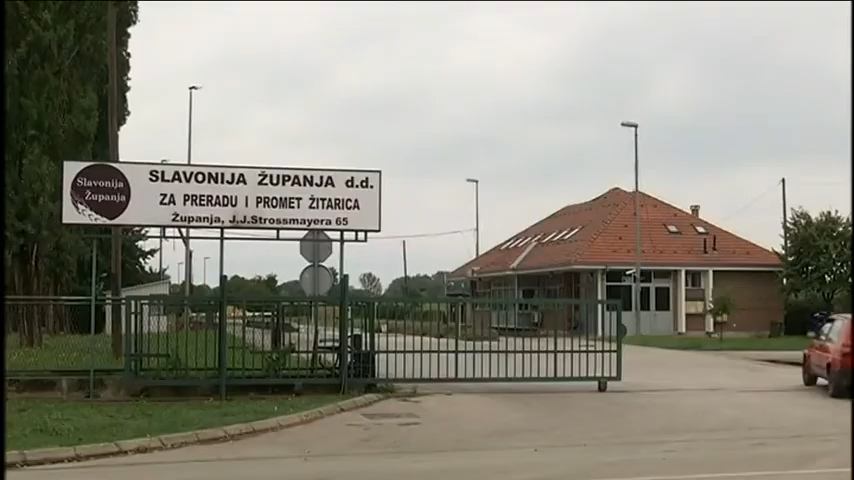 Slavonija
Županja
SLAVONIJA ŽUPANJA d.d.
ZA PRERADU I PROMET ŽITARICA
Županja, J.J.Strossmayera 65